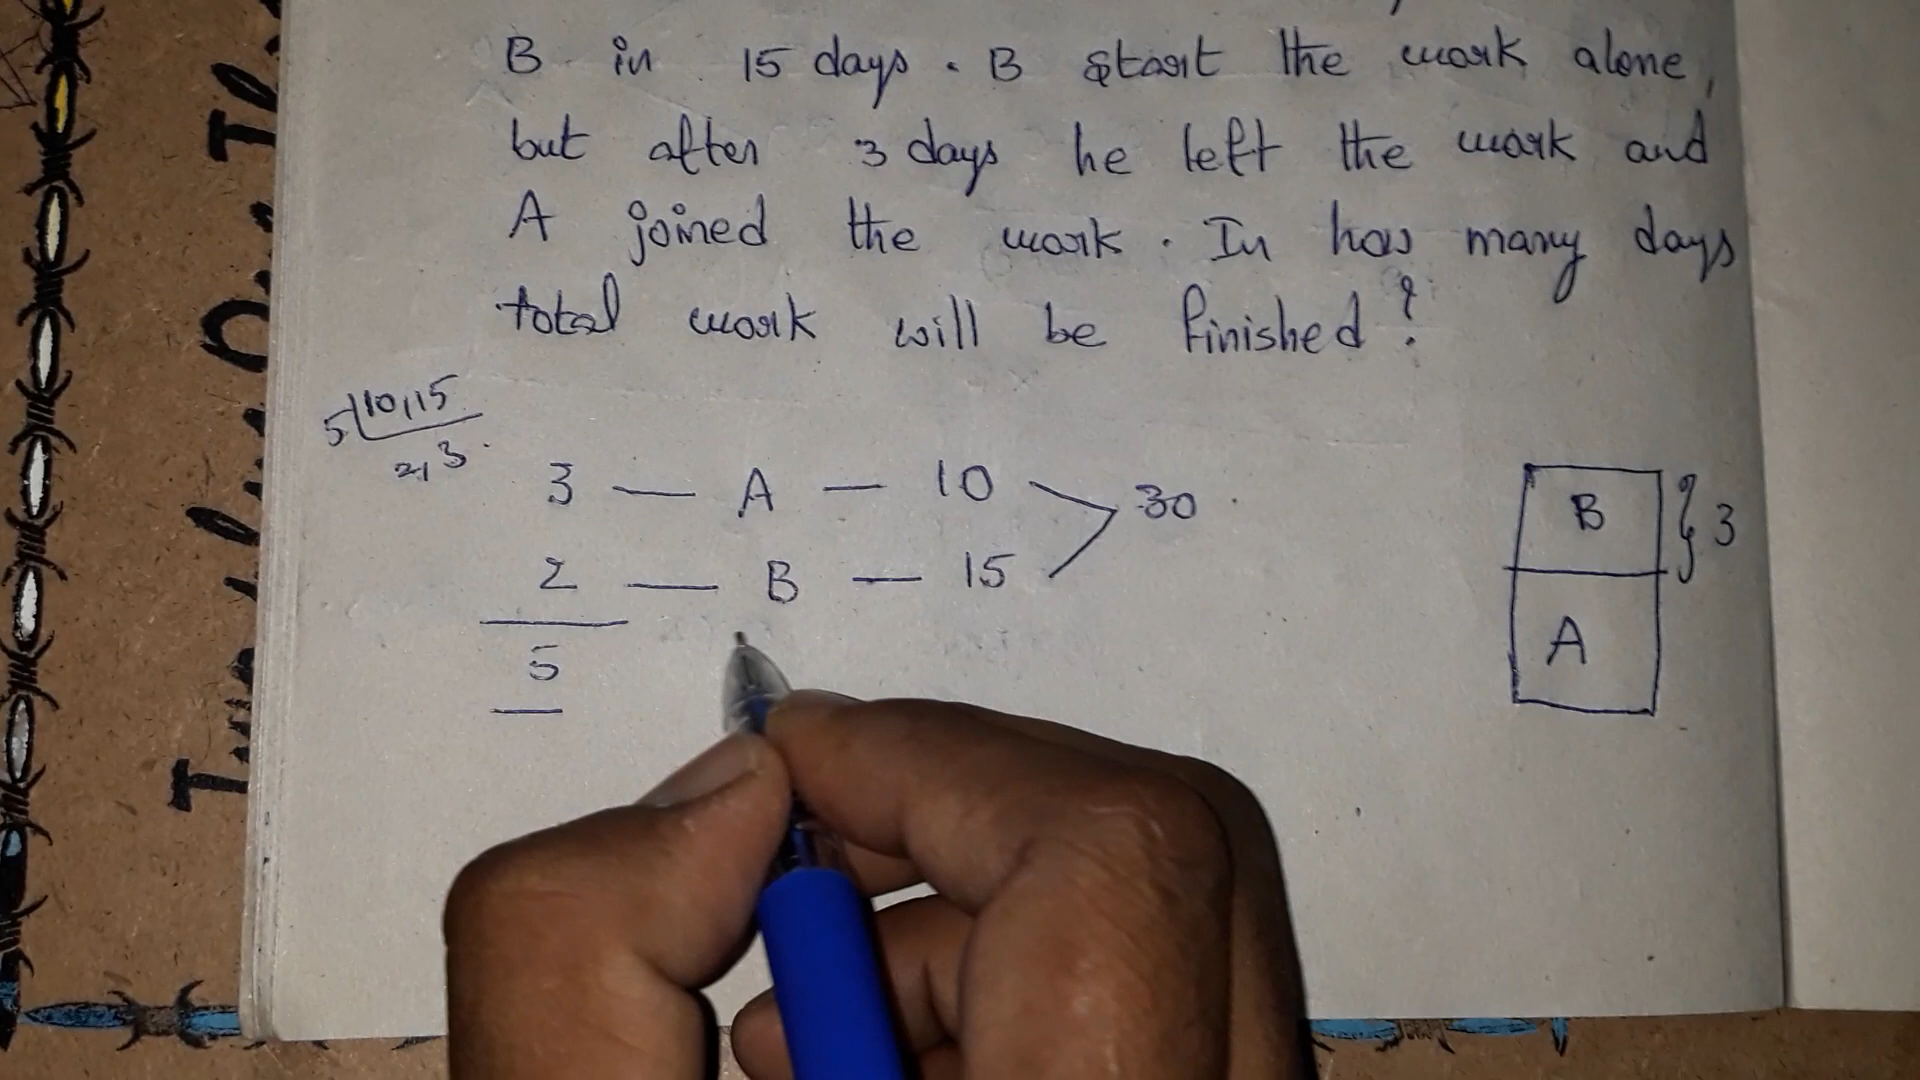 B in 15 days. B start the work alone,
but after 3 days he left the work and
A joined the work. In how many days
total work will be finished?
5 10,15
2,3
3 — A — 10
30
2 — B — 15
5
B } 3
A